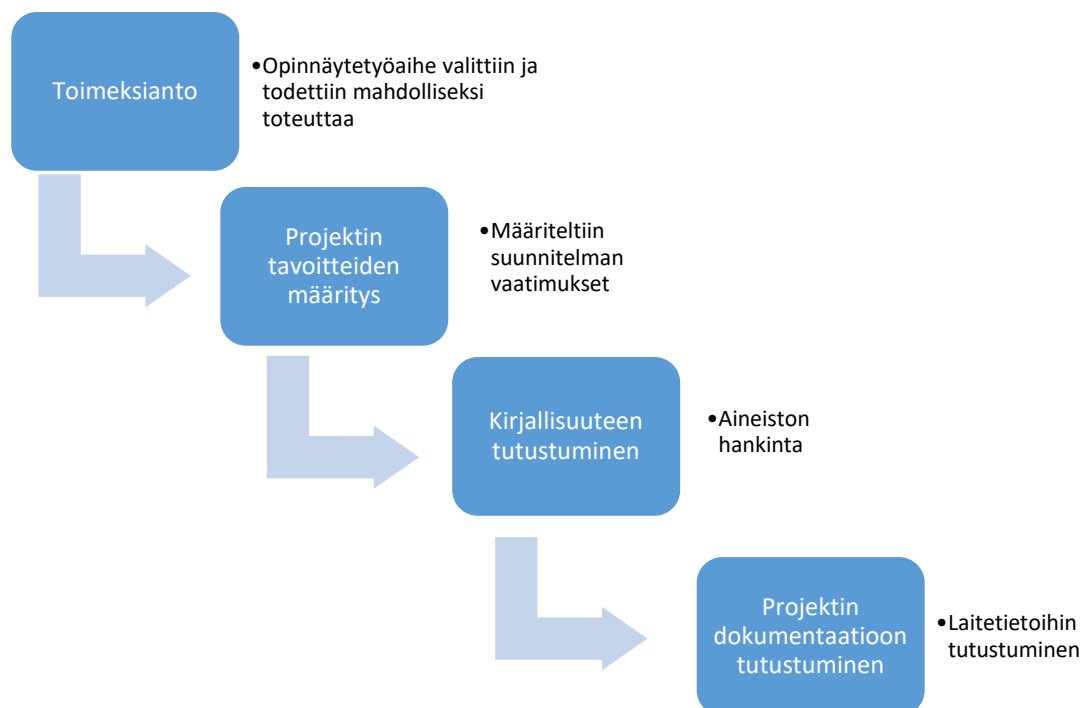 Toimeksianto
•Opinnäytetyöaihe valittiin ja
todettiin mahdolliseksi
toteuttaa
Projektin
tavoitteiden
määritys
•Määriteltiin
suunnitelman
vaatimukset
Kirjallisuuteen
tutustuminen
•Aineiston
hankinta
Projektin
dokumentaatioon
tutustuminen
•Laitetietoihin
tutustuminen